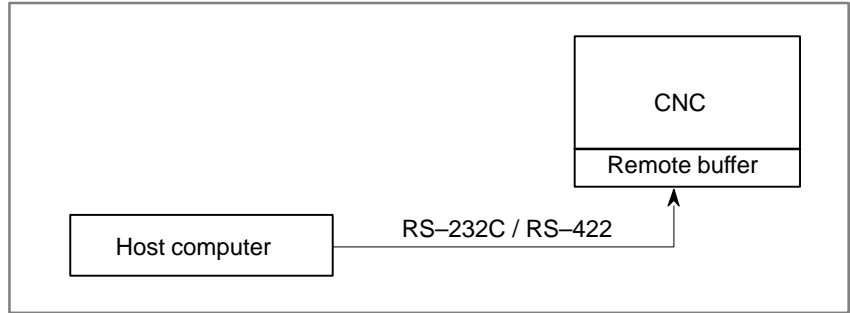 CNC
Remote buffer
RS–232C / RS–422
Host computer